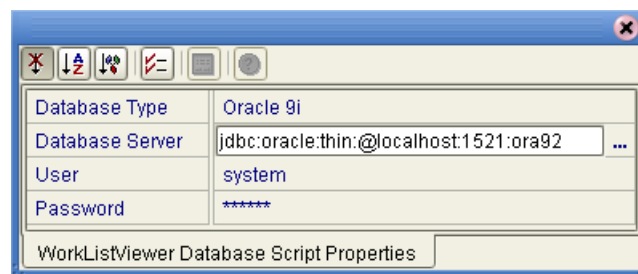 Database Type Oracle 9i
Database Server jdbc:oracle:thin:@localhost:1521:ora92 ...
User system
Password ******
WorkListViewer Database Script Properties